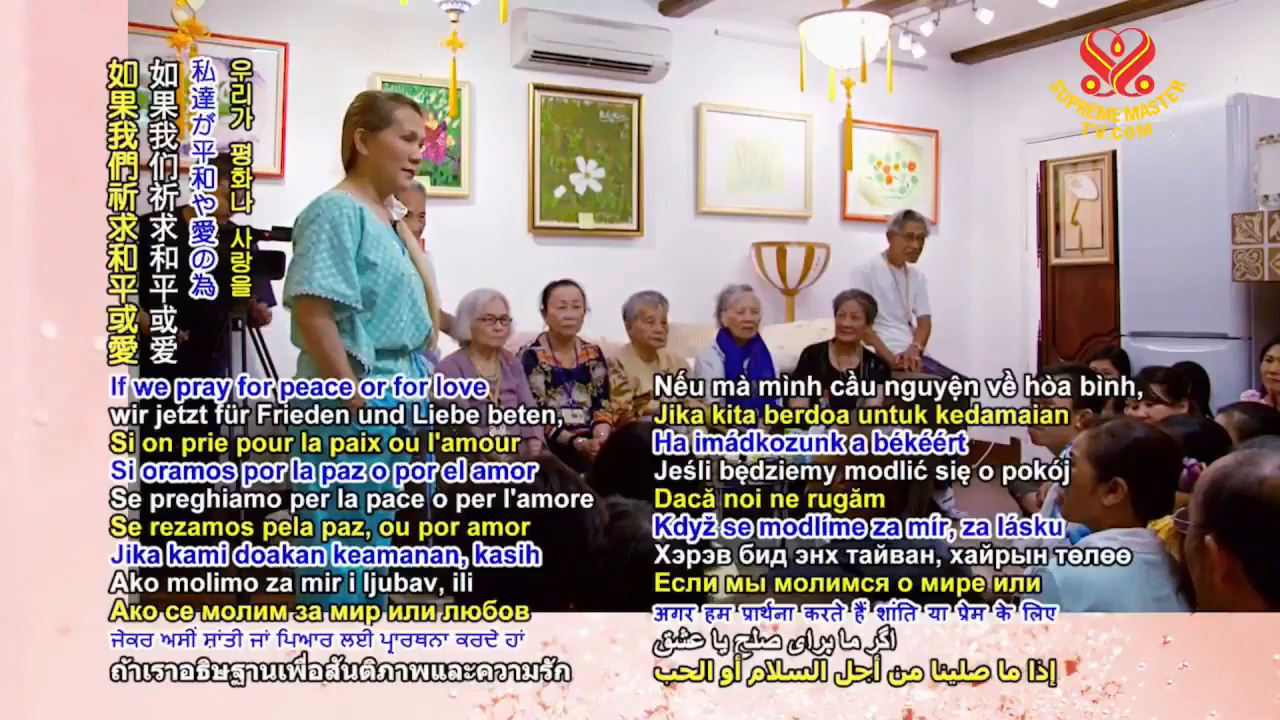 SUPREME MASTER
TV.COM
如果我們祈求和平或愛
如果我们祈求和平或爱
私達が平和や愛の為
우리가 평화나 사랑을
If we pray for peace or for love
wir jetzt für Frieden und Liebe beten,
Si on prie pour la paix ou l'amour
Si oramos por la paz o por el amor
Se preghiamo per la pace o per l'amore
Se rezamos pela paz, ou por amor
Jika kami doakan keamanan, kasih
Ako molimo za mir i ljubav, ili
Ако се молим за мир или любов
ਜੇਕਰ ਅਸੀਂ ਸ਼ਾਂਤੀ ਜਾਂ ਪਿਆਰ ਲਈ ਪ੍ਰਾਰਥਨਾ ਕਰਦੇ ਹਾਂ
ถ้าเราอธิษฐานเพื่อสันติภาพและความรัก
Nếu mà mình cầu nguyện về hòa bình,
Jika kita berdoa untuk kedamaian
Ha imádkozunk a békéért
Jeśli będziemy modlić się o pokój
Dacă noi ne rugăm
Když se modlíme za mír, za lásku
Хэрэв бид энх тайван, хайрын төлөө
Если мы молимся о мире или
अगर हम प्रार्थना करते हैं शांति या प्रेम के लिए
اگر ما برای صلح یا عشق
إذا ما صلينا من أجل السلام أو الحب